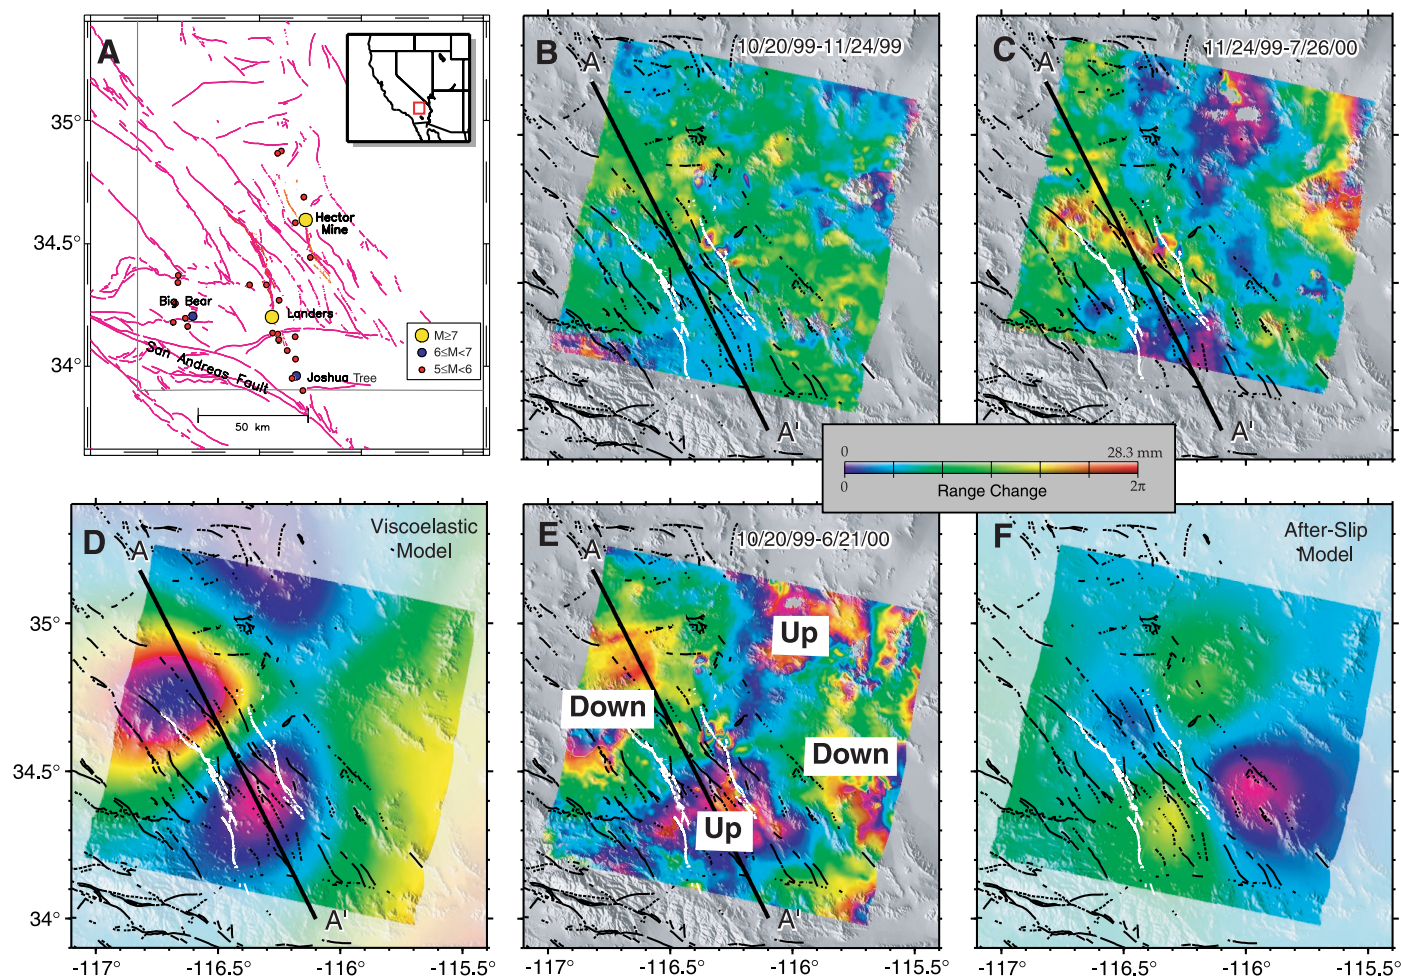 A
35°
34.5°
34°
Hector
Mine
Big Bear
Landers
San Andreas Fault
Joshua Tree
M≥7
6≤M<7
5≤M<6
50 km
B
10/20/99-11/24/99
A
A'
C
11/24/99-7/26/00
A
A'
0
28.3 mm
0
Range Change
2π
D
Viscoelastic
Model
A
A'
35°
34.5°
34°
-117°
-116.5°
-116°
-115.5°
E
10/20/99-6/21/00
A
Up
Down
Down
Up
A'
-117°
-116.5°
-116°
-115.5°
F
After-Slip
Model
-117°
-116.5°
-116°
-115.5°